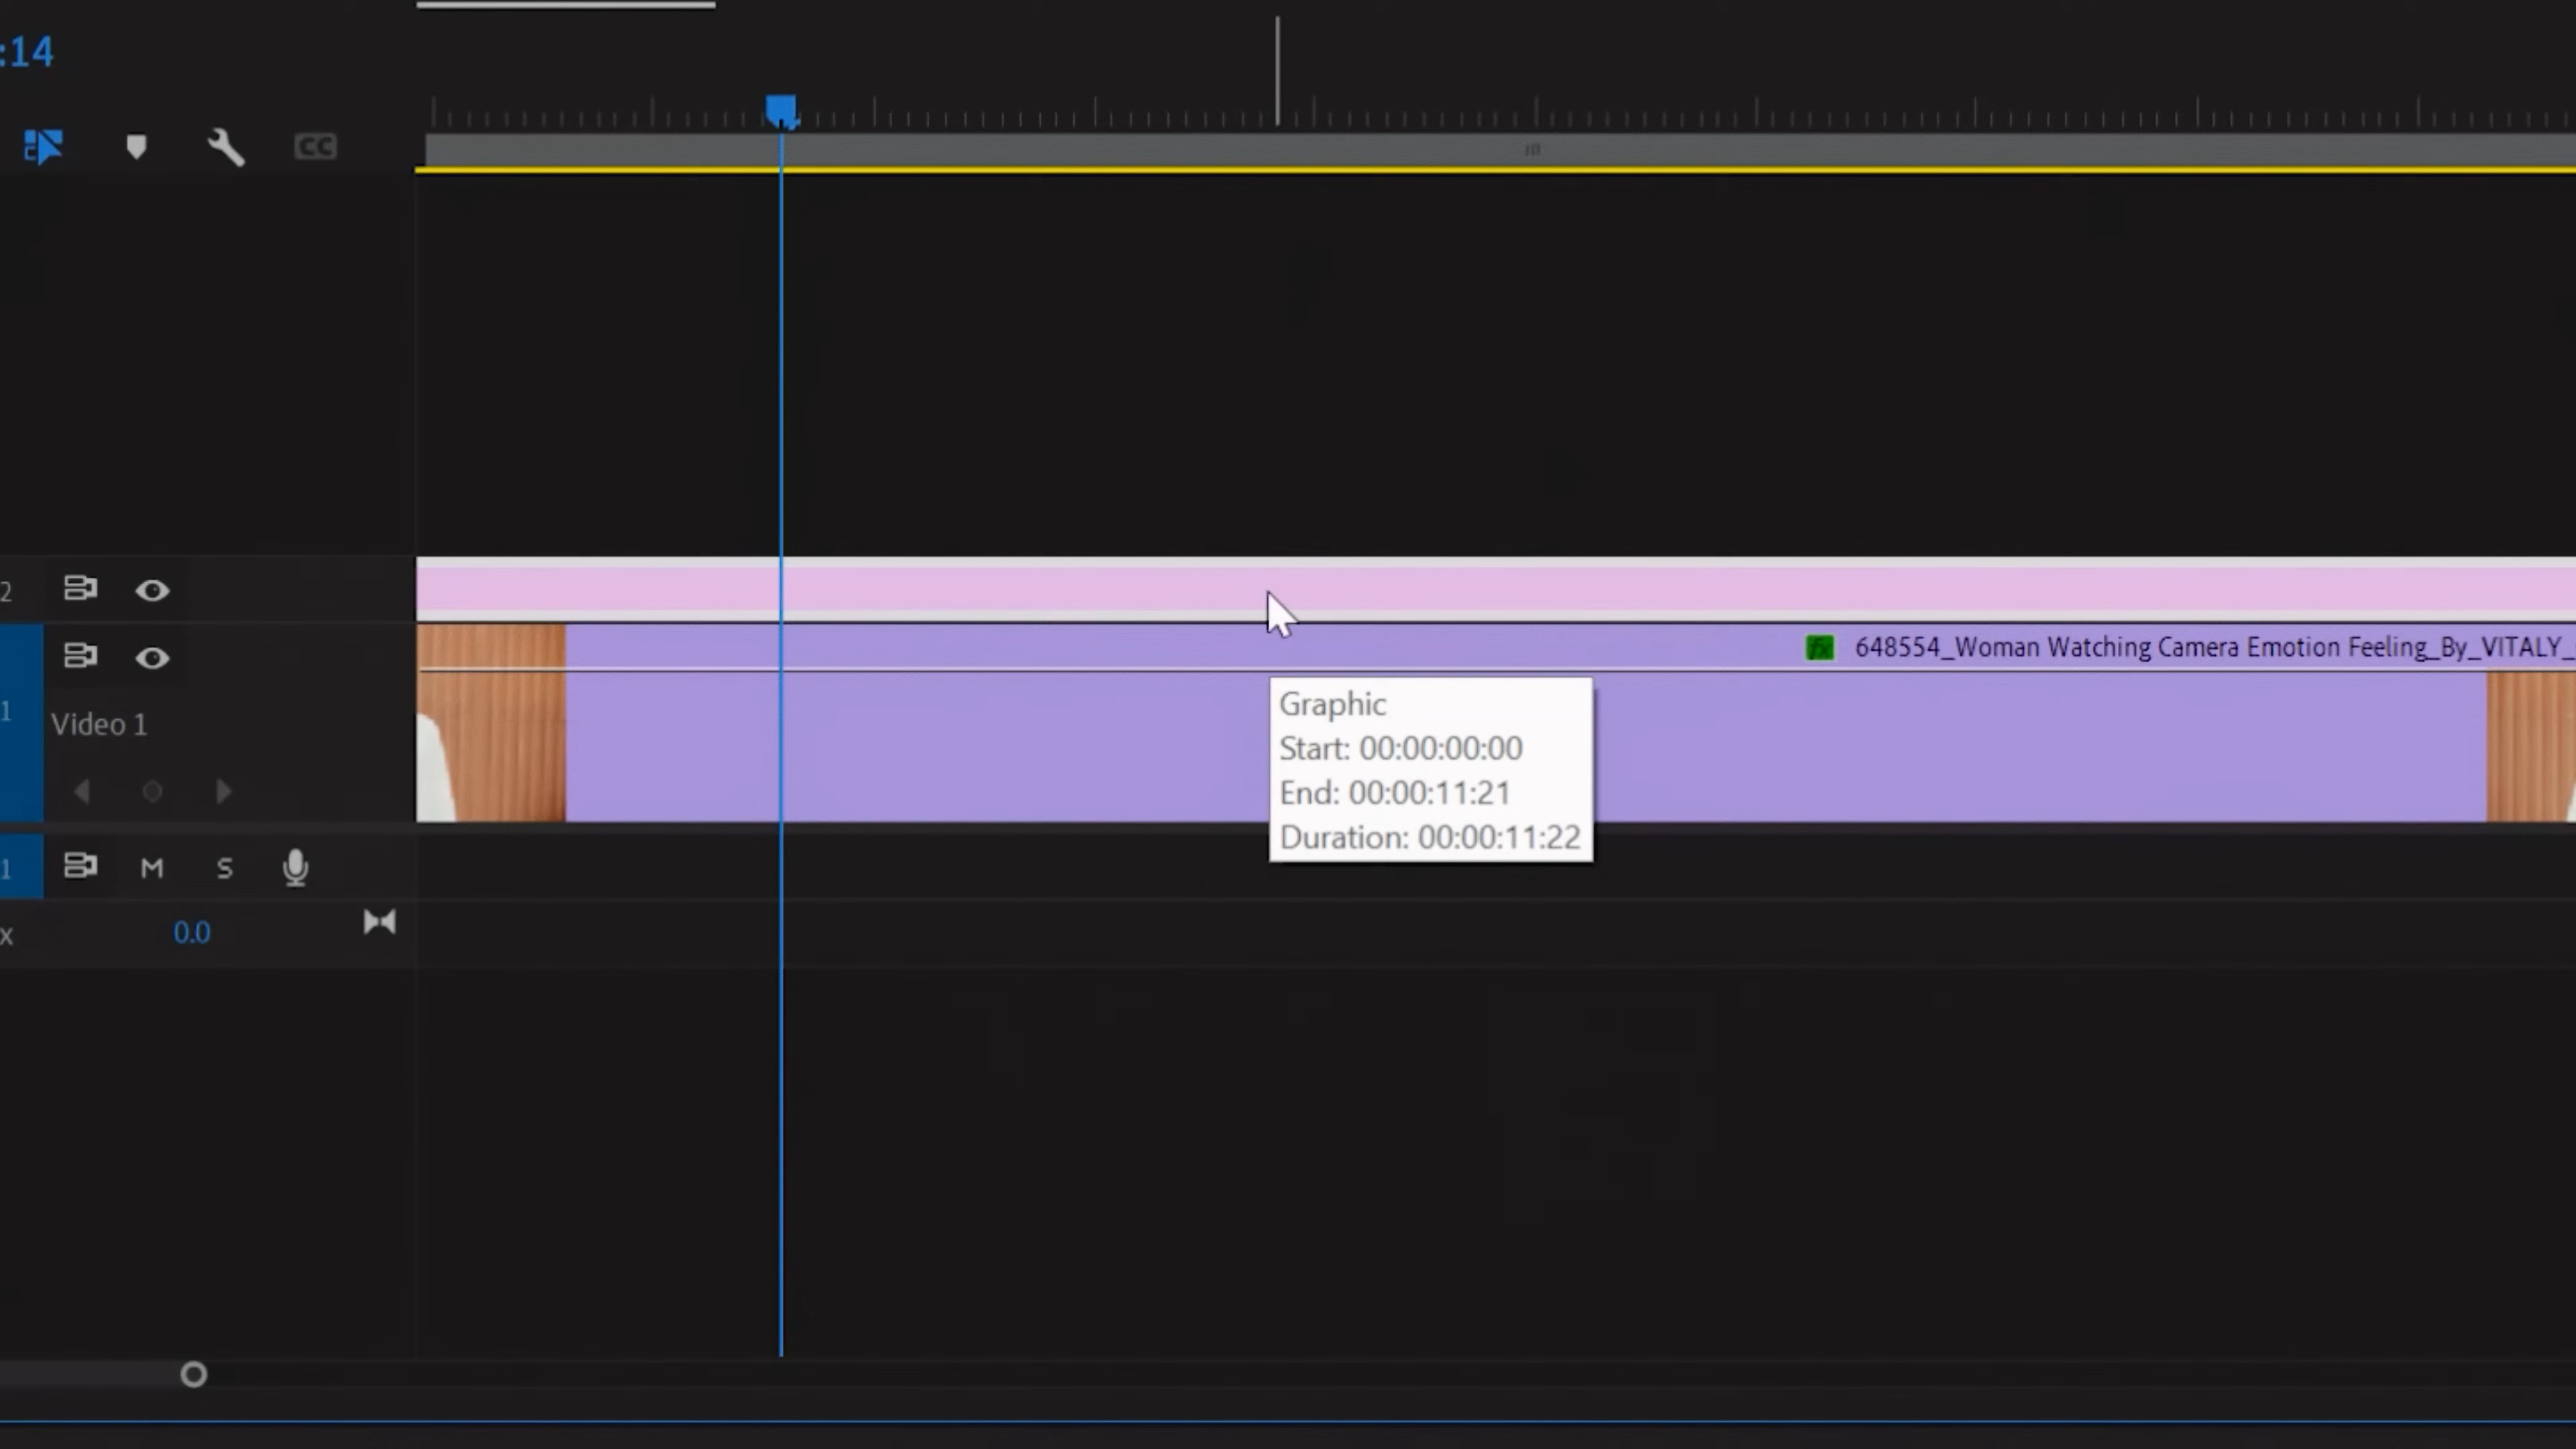 :14
CC
2
fx 648554_Woman Watching Camera Emotion Feeling_By_VITALY_
1
Video 1
Graphic
Start: 00:00:00:00
End: 00:00:11:21
Duration: 00:00:11:22
1 M S
x 0.0